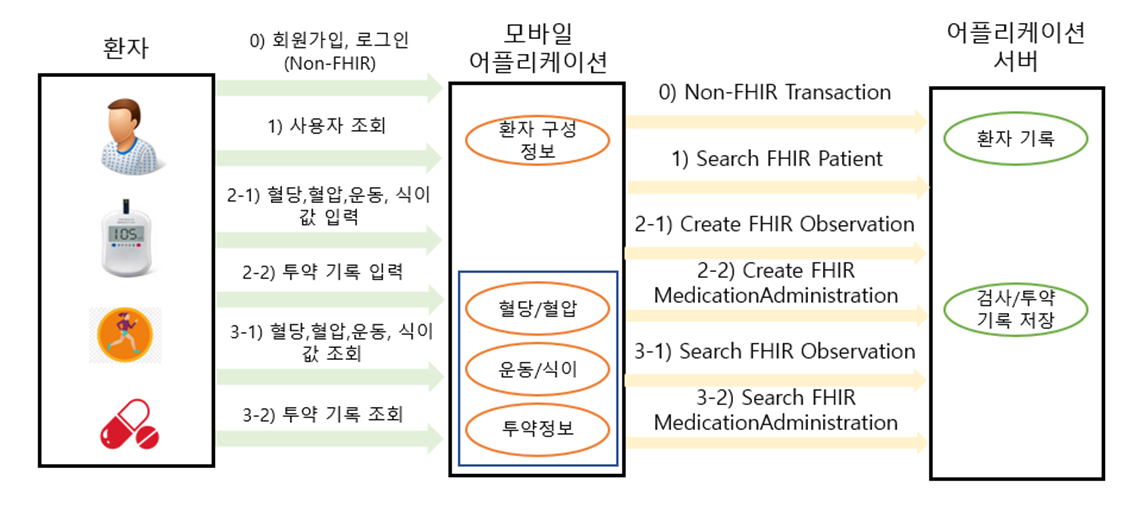 환자
0) 회원가입, 로그인
(Non-FHIR)
1) 사용자 조회
2-1) 혈당,혈압,운동, 식이
값 입력
2-2) 투약 기록 입력
3-1) 혈당,혈압,운동, 식이
값 조회
3-2) 투약 기록 조회
105
모바일
어플리케이션
환자 구성
정보
혈당/혈압
운동/식이
투약정보
0) Non-FHIR Transaction
1) Search FHIR Patient
2-1) Create FHIR Observation
2-2) Create FHIR
MedicationAdministration
3-1) Search FHIR Observation
3-2) Search FHIR
MedicationAdministration
어플리케이션
서버
환자 기록
검사/투약
기록 저장